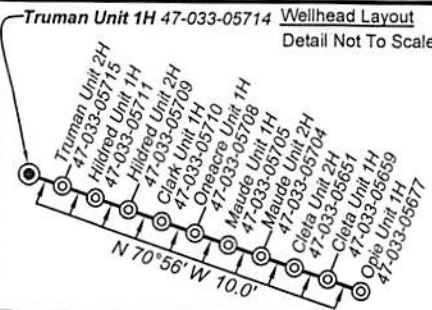 Truman Unit 1H 47-033-05714
Wellhead Layout
Detail Not To Scale
Truman Unit 2H
47-033-05715
Hildred Unit 1H
47-033-05711
Hildred Unit 2H
47-033-05709
Clark Unit 1H
47-033-05710
Oneacre Unit 1H
47-033-05708
Maude Unit 1H
47-033-05705
Maude Unit 2H
47-033-05704
Cleta Unit 2H
47-033-05651
Cleta Unit 1H
47-033-05659
Opie Unit 1H
47-033-05677
N 70°56' W 10.0'